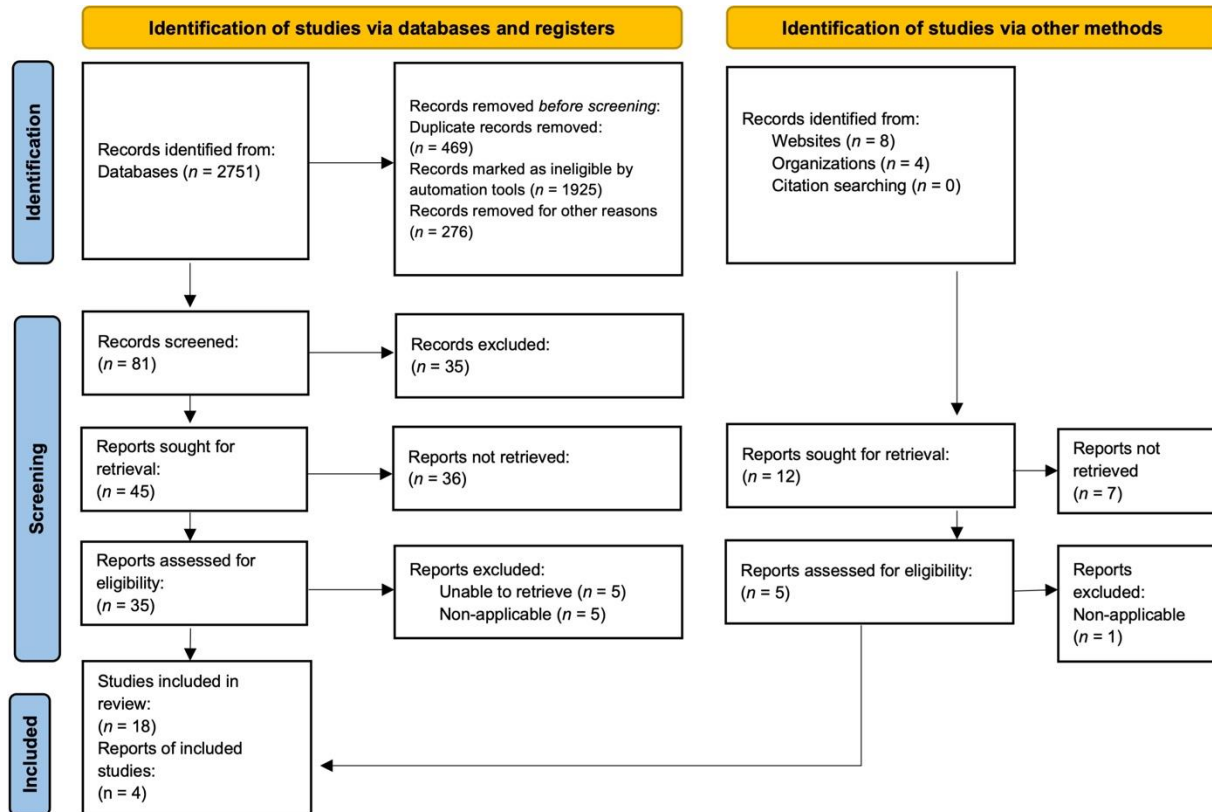 Identification of studies via databases and registers
Identification of studies via other methods
Identification
Records identified from:
Databases (n = 2751)
Records removed before screening:
Duplicate records removed:
(n = 469)
Records marked as ineligible by
automation tools (n = 1925)
Records removed for other reasons
(n = 276)
Records identified from:
Websites (n = 8)
Organizations (n = 4)
Citation searching (n = 0)
Screening
Records screened:
(n = 81)
Records excluded:
(n = 35)
Reports sought for
retrieval:
(n = 45)
Reports not retrieved:
(n = 36)
Reports sought for retrieval:
(n = 12)
Reports not
retrieved
(n = 7)
Reports assessed for
eligibility:
(n = 35)
Reports excluded:
Unable to retrieve (n = 5)
Non-applicable (n = 5)
Reports assessed for eligibility:
(n = 5)
Reports
excluded:
Non-applicable
(n = 1)
Included
Studies included in
review:
(n = 18)
Reports of included
studies:
(n = 4)